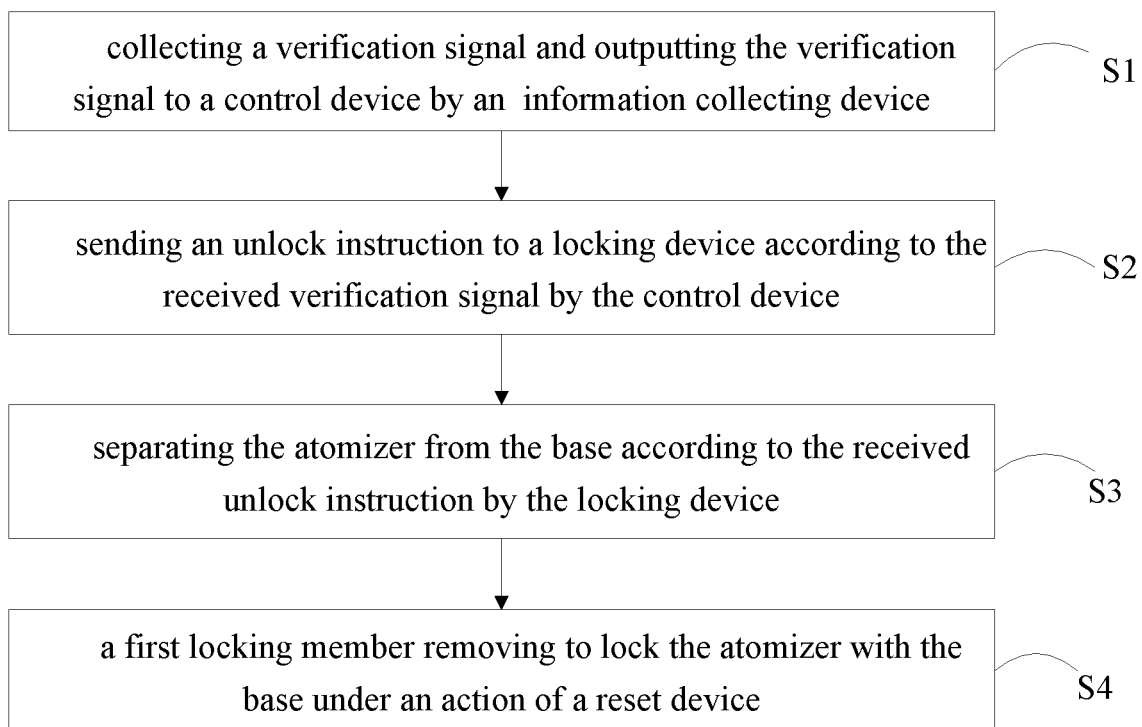 collecting a verification signal and outputting the verification
signal to a control device by an information collecting device
S1
sending an unlock instruction to a locking device according to the
received verification signal by the control device
S2
separating the atomizer from the base according to the received
unlock instruction by the locking device
S3
a first locking member removing to lock the atomizer with the
base under an action of a reset device
S4